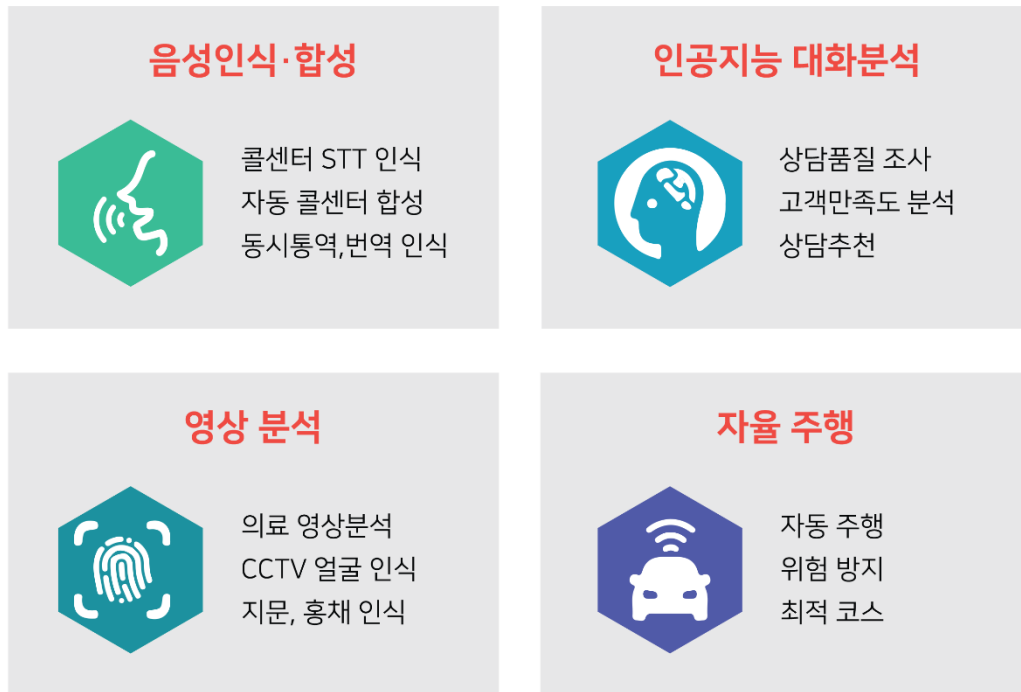 음성인식·합성
콜센터 STT 인식
자동 콜센터 합성
동시통역,번역 인식
인공지능 대화분석
상담품질 조사
고객만족도 분석
상담추천
영상 분석
의료 영상분석
CCTV 얼굴 인식
지문, 홍채 인식
자율 주행
자동 주행
위험 방지
최적 코스